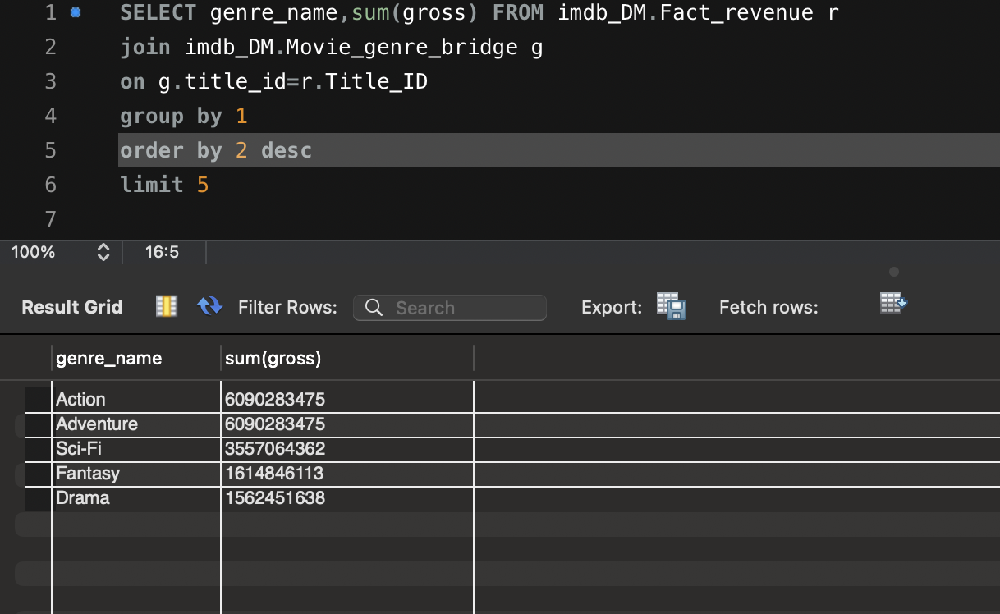 1 SELECT genre_name,sum(gross) FROM imdb_DM.Fact_revenue r
2 join imdb_DM.Movie_genre_bridge g
3 on g.title_id=r.Title_ID
4 group by 1
5 order by 2 desc
6 limit 5
7
100% 16:5
Result Grid Filter Rows: Search Export: Fetch rows:
genre_name sum(gross)
Action 6090283475
Adventure 6090283475
Sci-Fi 3557064362
Fantasy 1614846113
Drama 1562451638